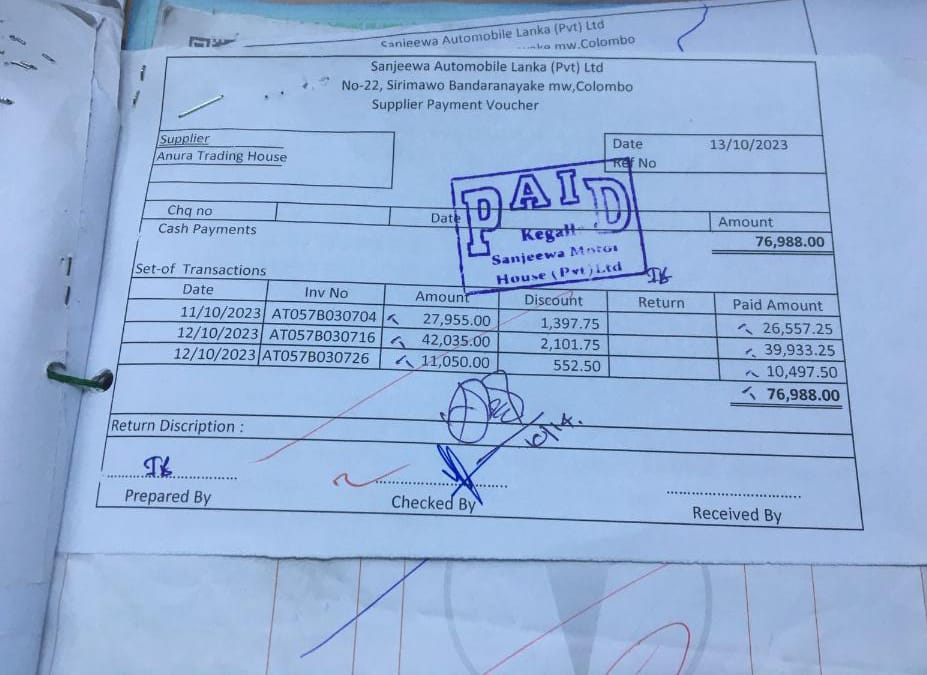 Sanjeewa Automobile Lanka (Pvt) Ltd
mw.Colombo
Sanjeewa Automobile Lanka (Pvt) Ltd
No-22, Sirimawo Bandaranayake mw,Colombo
Supplier Payment Voucher
Supplier
Anura Trading House
Date 13/10/2023
Ref No
PAID
Kegall
Sanjeewa Motor
House (Pvt) Ltd
Chq no Date Amount
Cash Payments 76,988.00
Set-of Transactions
Date Inv No Amount Discount Return Paid Amount
11/10/2023 AT057B030704 27,955.00 1,397.75 26,557.25
12/10/2023 AT057B030716 42,035.00 2,101.75 39,933.25
12/10/2023 AT057B030726 11,050.00 552.50 10,497.50
76,988.00
Return Discription :
10/14.
Prepared By Checked By Received By